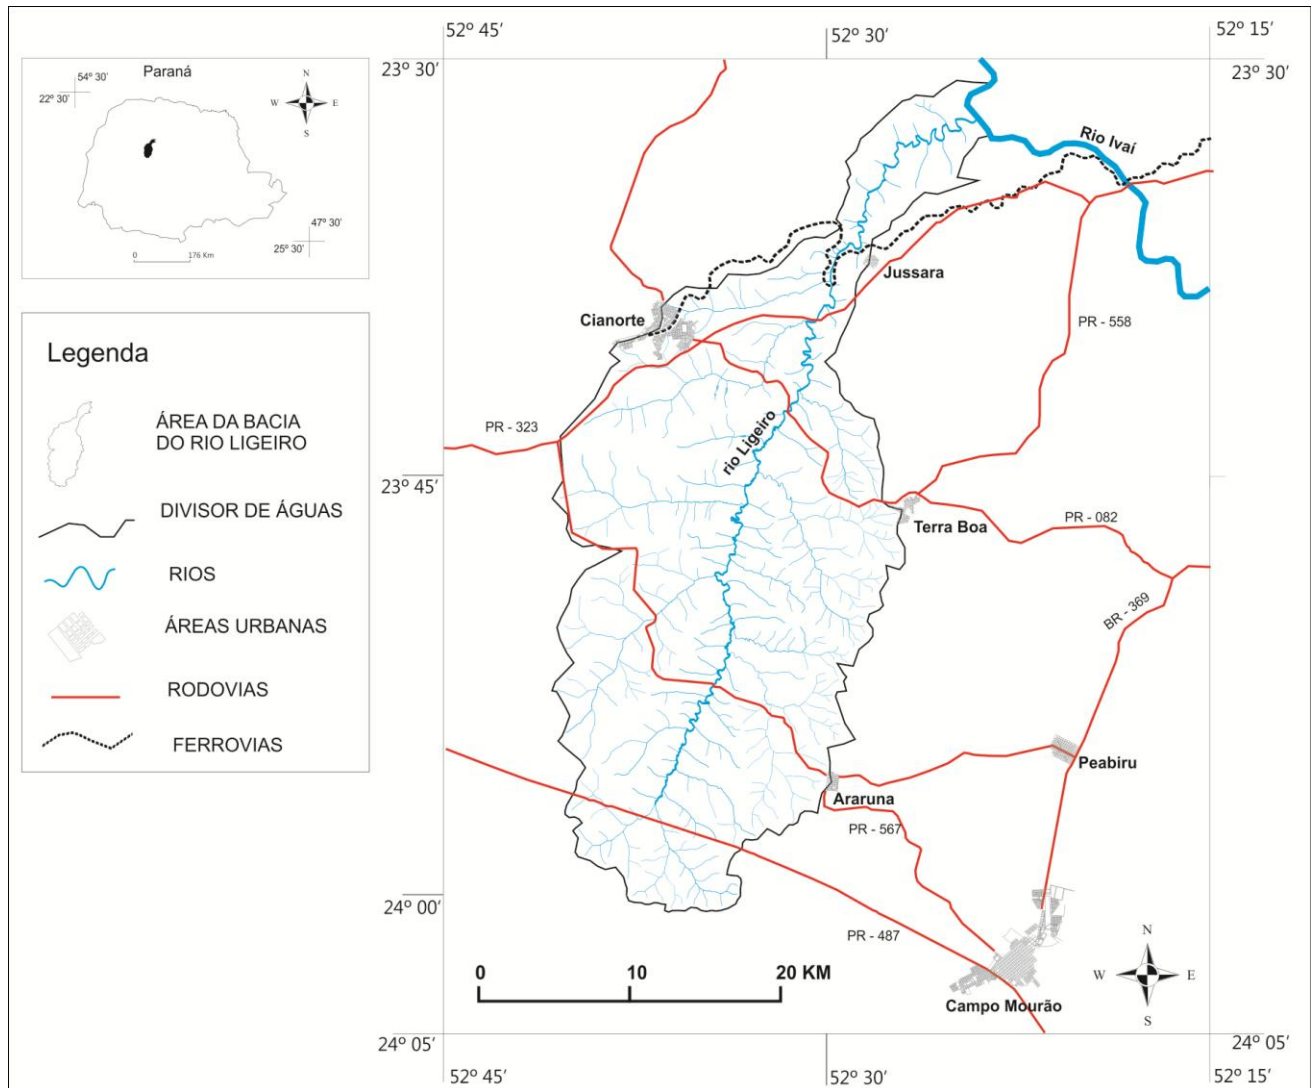 Paraná
54º 30'
22º 30'
N
W
E
S
47º 30'
25º 30'
0
176 Km
Legenda
ÁREA DA BACIA
DO RIO LIGEIRO
DIVISOR DE ÁGUAS
RIOS
ÁREAS URBANAS
RODOVIAS
FERROVIAS
52º 45'
52º 30'
52º 15'
23º 30'
23º 30'
Rio Ivaí
Jussara
Cianorte
PR - 558
PR - 323
rio Ligeiro
23º 45'
Terra Boa
PR - 082
BR - 369
Peabiru
Araruna
PR - 567
24º 00'
PR - 487
0
10
20 KM
N
W
E
S
Campo Mourão
24º 05'
24º 05'
52º 45'
52º 30'
52º 15'